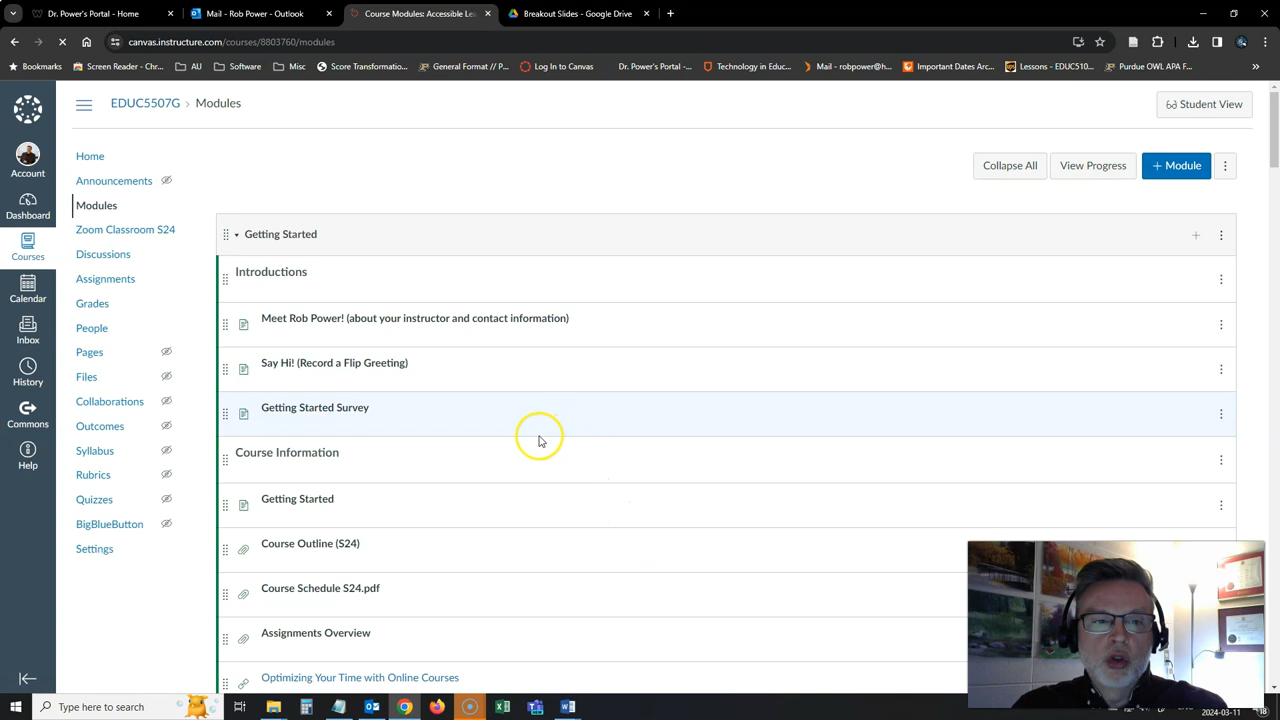 Dr. Power's Portal - Home
Mail - Rob Power - Outlook
Course Modules: Accessible Le
Breakout Slides - Google Drive
canvas.instructure.com/courses/8803760/modules
Bookmarks
Screen Reader - Chr...
AU
Software
Misc
Score Transformation...
General Format // P...
Log In to Canvas
Dr. Power's Portal...
Technology in Educ...
Mail - robpower@h...
Important Dates Arc...
Lessons - EDUC510...
Purdue OWL APA F...
EDUC5507G › Modules
Student View
Account
Dashboard
Courses
Calendar
Inbox
History
Commons
Help
Home
Announcements
Modules
Zoom Classroom S24
Discussions
Assignments
Grades
People
Pages
Files
Collaborations
Outcomes
Syllabus
Rubrics
Quizzes
BigBlueButton
Settings
Collapse All
View Progress
+ Module
Getting Started
Introductions
Meet Rob Power! (about your instructor and contact information)
Say Hi! (Record a Flip Greeting)
Getting Started Survey
Course Information
Getting Started
Course Outline (S24)
Course Schedule S24.pdf
Assignments Overview
Optimizing Your Time with Online Courses
Type here to search
2024-03-11
18